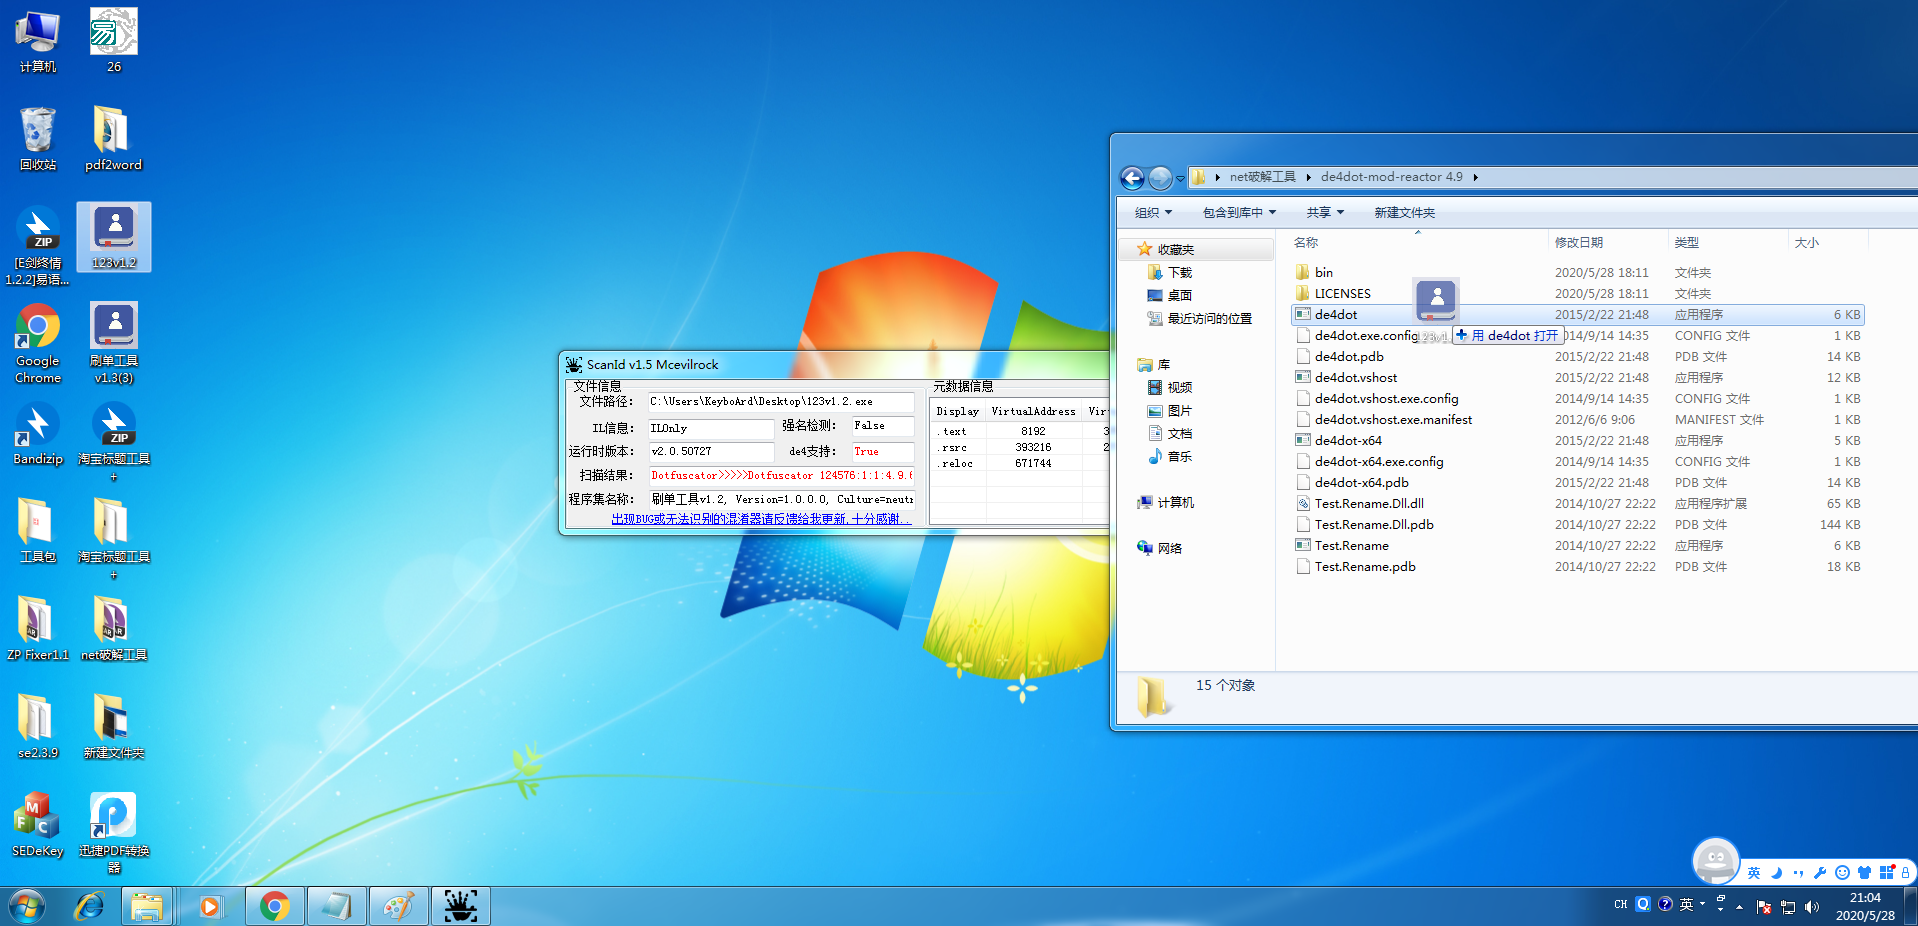 计算机
26
回收站
pdf2word
ZIP
[E剑终情
1.2.2]易语...
123v1.2
Google
Chrome
刷单工具
v1.3(3)
Bandizip
ZIP
淘宝标题工具
+
工具包
淘宝标题工具
+
ZP Fixer1.1
net破解工具
se2.3.9
新建文件夹
SEDeKey
迅捷PDF转换
器
ScanId v1.5 Mcevilrock
文件信息
文件路径：
C:\Users\KeyboArd\Desktop\123v1.2.exe
IL信息：
ILOnly
强名检测：
False
运行时版本：
v2.0.50727
de4支持：
True
扫描结果：
Dotfuscator>>>>>Dotfuscator 124576:1:1:4.9.6
程序集名称：
刷单工具v1.2, Version=1.0.0.0, Culture=neutr
出现BUG或无法识别的混淆器请反馈给我更新,十分感谢...
元数据信息
Display VirtualAddress Virt
.text 8192 3
.rsrc 393216 2
.reloc 671744
net破解工具 de4dot-mod-reactor 4.9
组织 包含到库中 共享 新建文件夹
收藏夹
下载
桌面
最近访问的位置
库
视频
图片
文档
音乐
计算机
网络
名称 修改日期 类型 大小
bin 2020/5/28 18:11 文件夹
LICENSES 2020/5/28 18:11 文件夹
de4dot 2015/2/22 21:48 应用程序 6 KB
de4dot.exe.config 2014/9/14 14:35 CONFIG 文件 1 KB
123v1.
用 de4dot 打开
de4dot.pdb 2015/2/22 21:48 PDB 文件 14 KB
de4dot.vshost 2015/2/22 21:48 应用程序 12 KB
de4dot.vshost.exe.config 2014/9/14 14:35 CONFIG 文件 1 KB
de4dot.vshost.exe.manifest 2012/6/6 9:06 MANIFEST 文件 1 KB
de4dot-x64 2015/2/22 21:48 应用程序 5 KB
de4dot-x64.exe.config 2014/9/14 14:35 CONFIG 文件 1 KB
de4dot-x64.pdb 2015/2/22 21:48 PDB 文件 14 KB
Test.Rename.Dll.dll 2014/10/27 22:22 应用程序扩展 65 KB
Test.Rename.Dll.pdb 2014/10/27 22:22 PDB 文件 144 KB
Test.Rename 2014/10/27 22:22 应用程序 6 KB
Test.Rename.pdb 2014/10/27 22:22 PDB 文件 18 KB
15 个对象
英
CH
英
21:04
2020/5/28